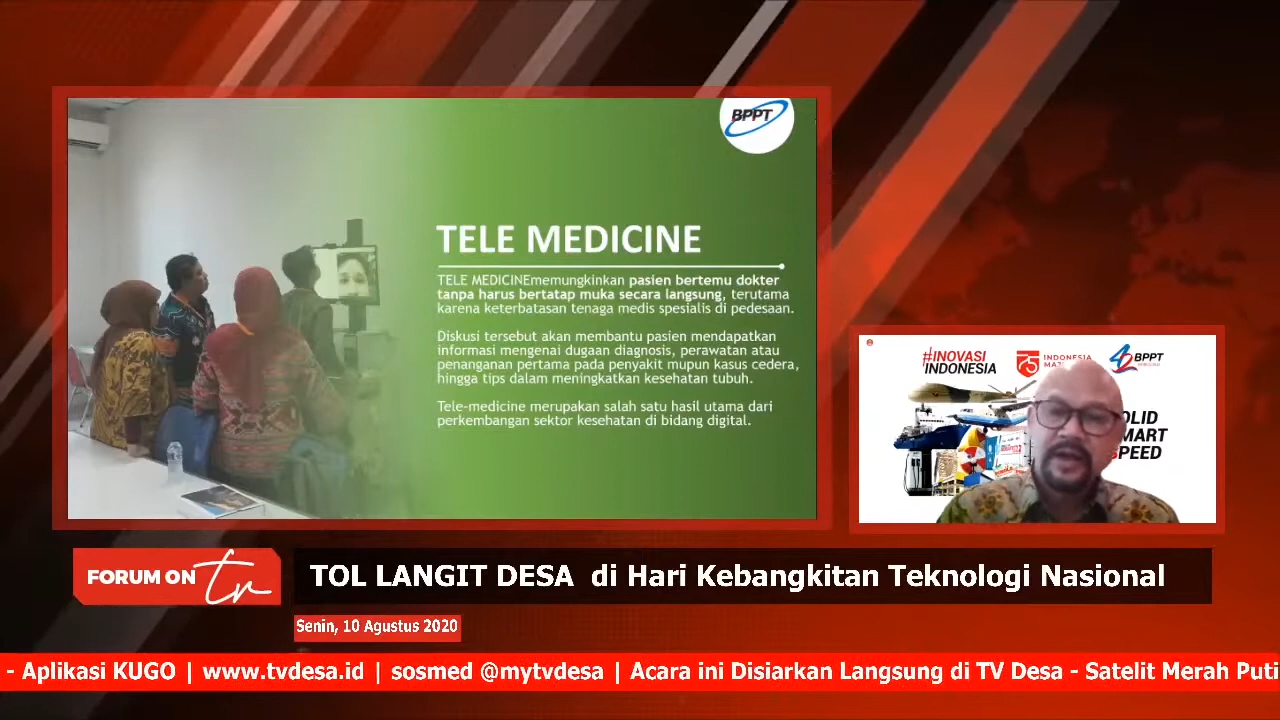 BPPT
TELE MEDICINE
TELE MEDICINEmemungkinkan pasien bertemu dokter
tanpa harus bertatap muka secara langsung, terutama
karena keterbatasan tenaga medis spesialis di pedesaan.
Diskusi tersebut akan membantu pasien mendapatkan
informasi mengenai dugaan diagnosis, perawatan atau
penanganan pertama pada penyakit mupun kasus cedera,
hingga tips dalam meningkatkan kesehatan tubuh.
Tele-medicine merupakan salah satu hasil utama dari
perkembangan sektor kesehatan di bidang digital.
#INOVASI
INDONESIA
75
INDONESIA
MA
42 BPPT
OLID
MART
SPEED
FORUM ON tv
TOL LANGIT DESA di Hari Kebangkitan Teknologi Nasional
Senin, 10 Agustus 2020
- Aplikasi KUGO | www.tvdesa.id | sosmed @mytvdesa | Acara ini Disiarkan Langsung di TV Desa - Satelit Merah Puti